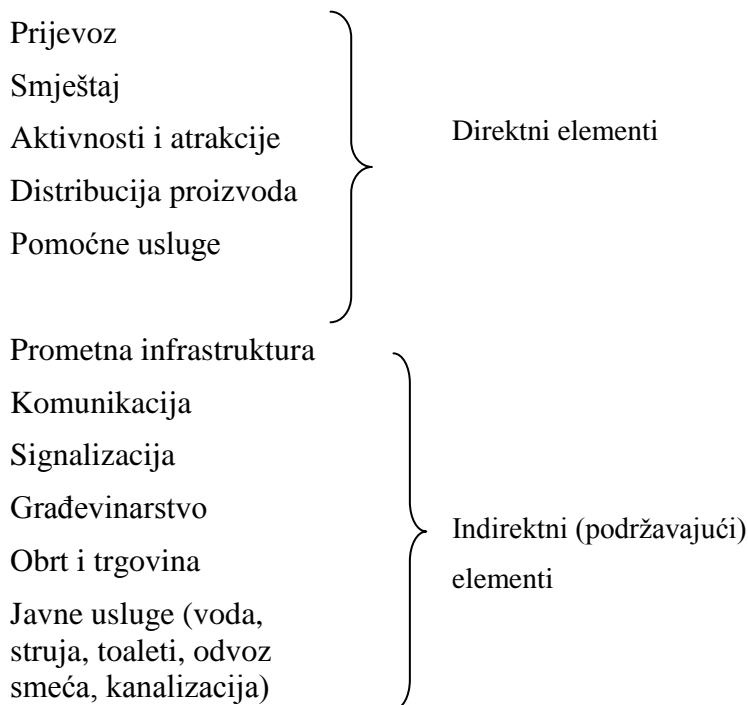 Prijevoz
Smještaj
Aktivnosti i atrakcije
Distribucija proizvoda
Pomoćne usluge
Direktni elementi
Prometna infrastruktura
Komunikacija
Signalizacija
Građevinarstvo
Obrt i trgovina
Javne usluge (voda,
struja, toaleti, odvoz
smeća, kanalizacija)
Indirektni (podržavajući)
elementi